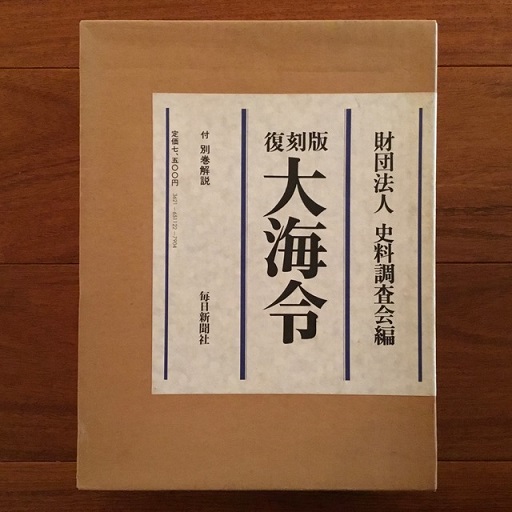 財団法人 史料調査会編
復刻版
大海令
付 別巻解説
毎日新聞社
定価七、五〇〇円